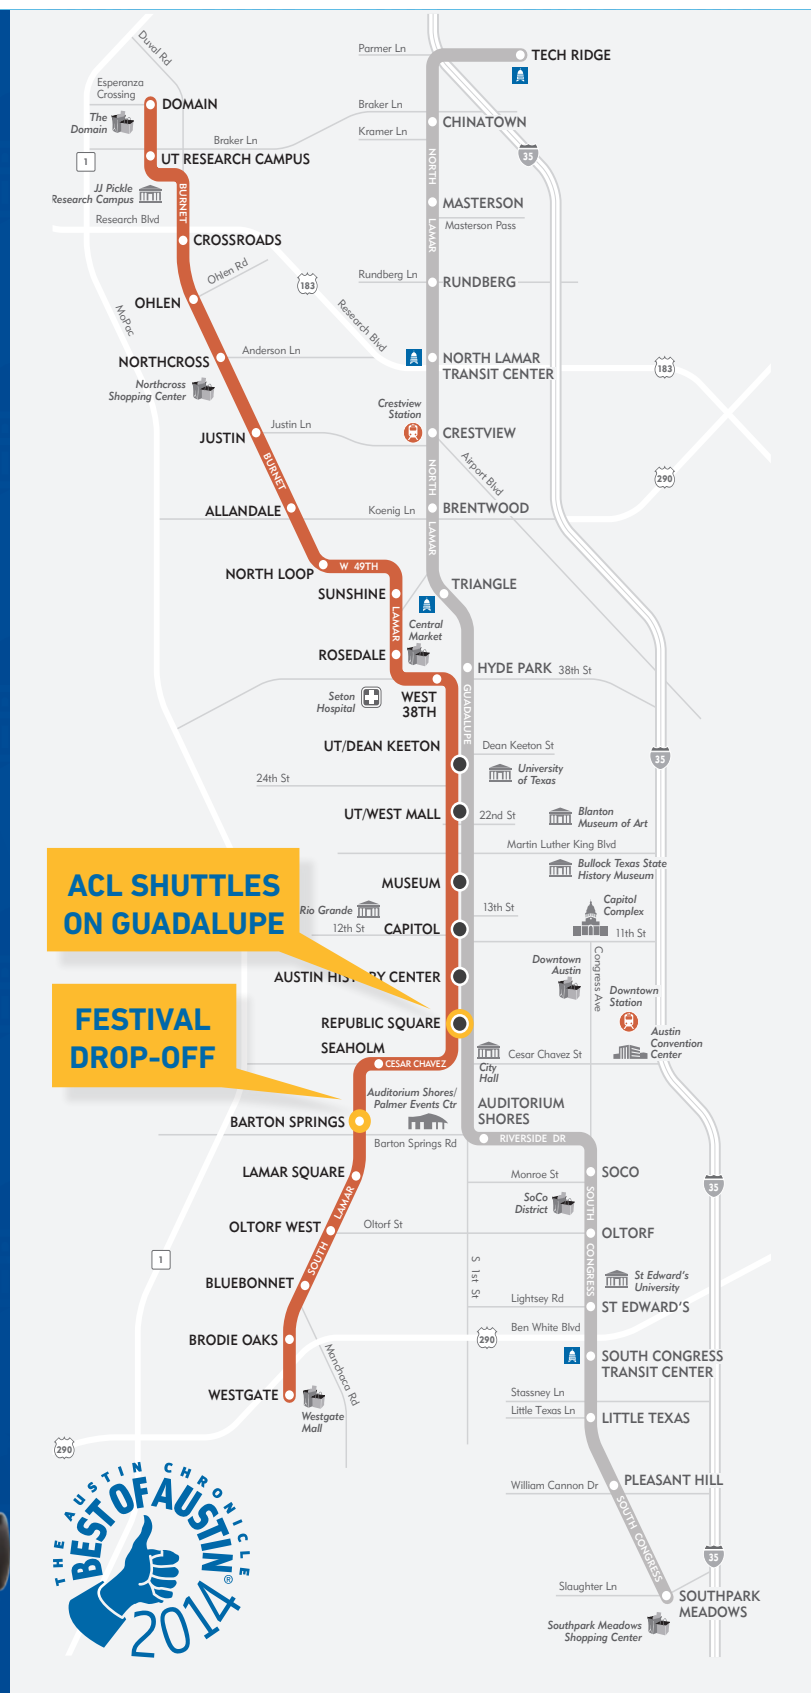 Duval Rd
Parmer Ln
TECH RIDGE
Esperanza
Crossing
DOMAIN
Braker Ln
The
Domain
CHINATOWN
Kramer Ln
Braker Ln
35
1
UT RESEARCH CAMPUS
NORTH
JJ Pickle
Research Campus
BURNET
MASTERSON
Research Blvd
LAMAR
Masterson Pass
CROSSROADS
Ohlen Rd
Rundberg Ln
RUNDBERG
183
OHLEN
MoPac
Research Blvd
Anderson Ln
NORTHCROSS
NORTH LAMAR
TRANSIT CENTER
183
Northcross
Shopping Center
Crestview
Station
Justin Ln
JUSTIN
CRESTVIEW
BURNET
NORTH
Airport Blvd
290
ALLANDALE
Koenig Ln
BRENTWOOD
LAMAR
W 49TH
NORTH LOOP
TRIANGLE
SUNSHINE
LAMAR
Central
Market
ROSEDALE
HYDE PARK
38th St
Seton
Hospital
WEST
38TH
GUADALUPE
UT/DEAN KEETON
Dean Keeton St
35
University
of Texas
24th St
UT/WEST MALL
22nd St
Blanton
Museum of Art
Martin Luther King Blvd
ACL SHUTTLES
ON GUADALUPE
Bullock Texas State
History Museum
MUSEUM
Rio Grande
13th St
Capitol
Complex
12th St
CAPITOL
11th St
Congress Ave
Downtown
Austin
AUSTIN HISTORY CENTER
Downtown
Station
FESTIVAL
DROP-OFF
REPUBLIC SQUARE
Austin
Convention
Center
SEAHOLM
CESAR CHAVEZ
City
Hall
Cesar Chavez St
Auditorium Shores/
Palmer Events Ctr
AUDITORIUM
SHORES
BARTON SPRINGS
Barton Springs Rd
RIVERSIDE DR
LAMAR SQUARE
Monroe St
SOCO
35
LAMAR
SoCo
District
SOUTH
OLTORF WEST
Oltorf St
OLTORF
SOUTH
CONGRESS
1
S 1st St
BLUEBONNET
St Edward's
University
Lightsey Rd
ST EDWARD'S
Ben White Blvd
BRODIE OAKS
290
Manchaca Rd
SOUTH CONGRESS
TRANSIT CENTER
WESTGATE
Stassney Ln
Westgate
Mall
Little Texas Ln
LITTLE TEXAS
290
THE AUSTIN CHRONICLE
BEST OF AUSTIN®
2014
William Cannon Dr
PLEASANT HILL
SOUTH CONGRESS
35
Slaughter Ln
SOUTHPARK
MEADOWS
Southpark Meadows
Shopping Center